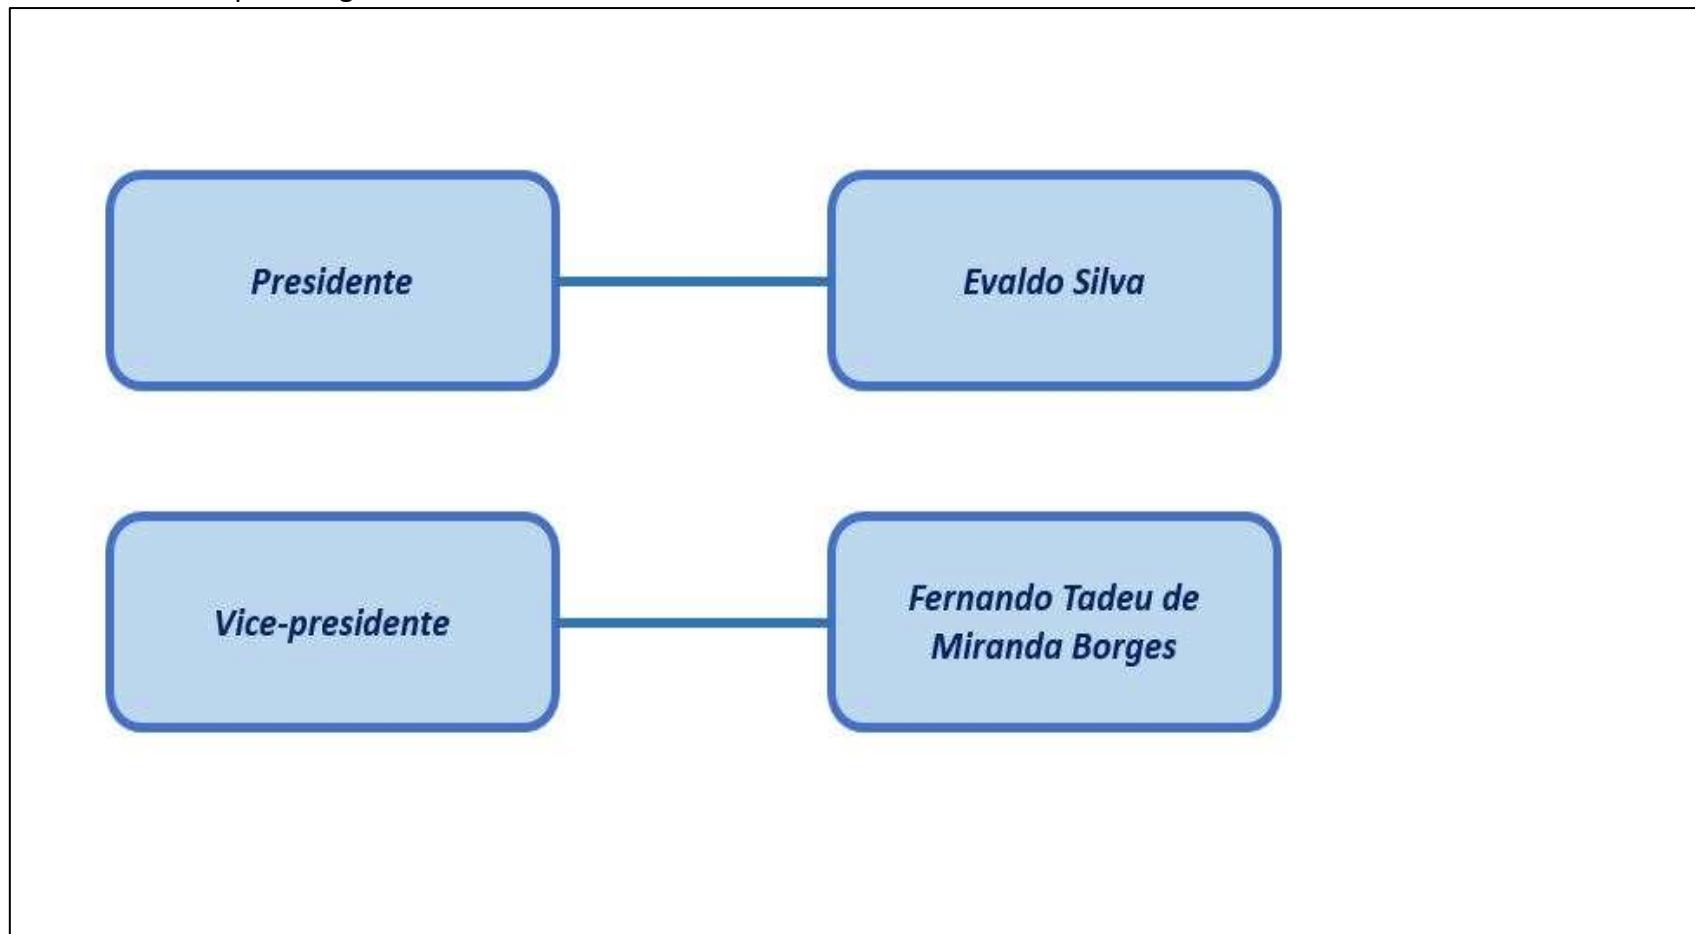 Presidente
Evaldo Silva
Vice-presidente
Fernando Tadeu de
Miranda Borges